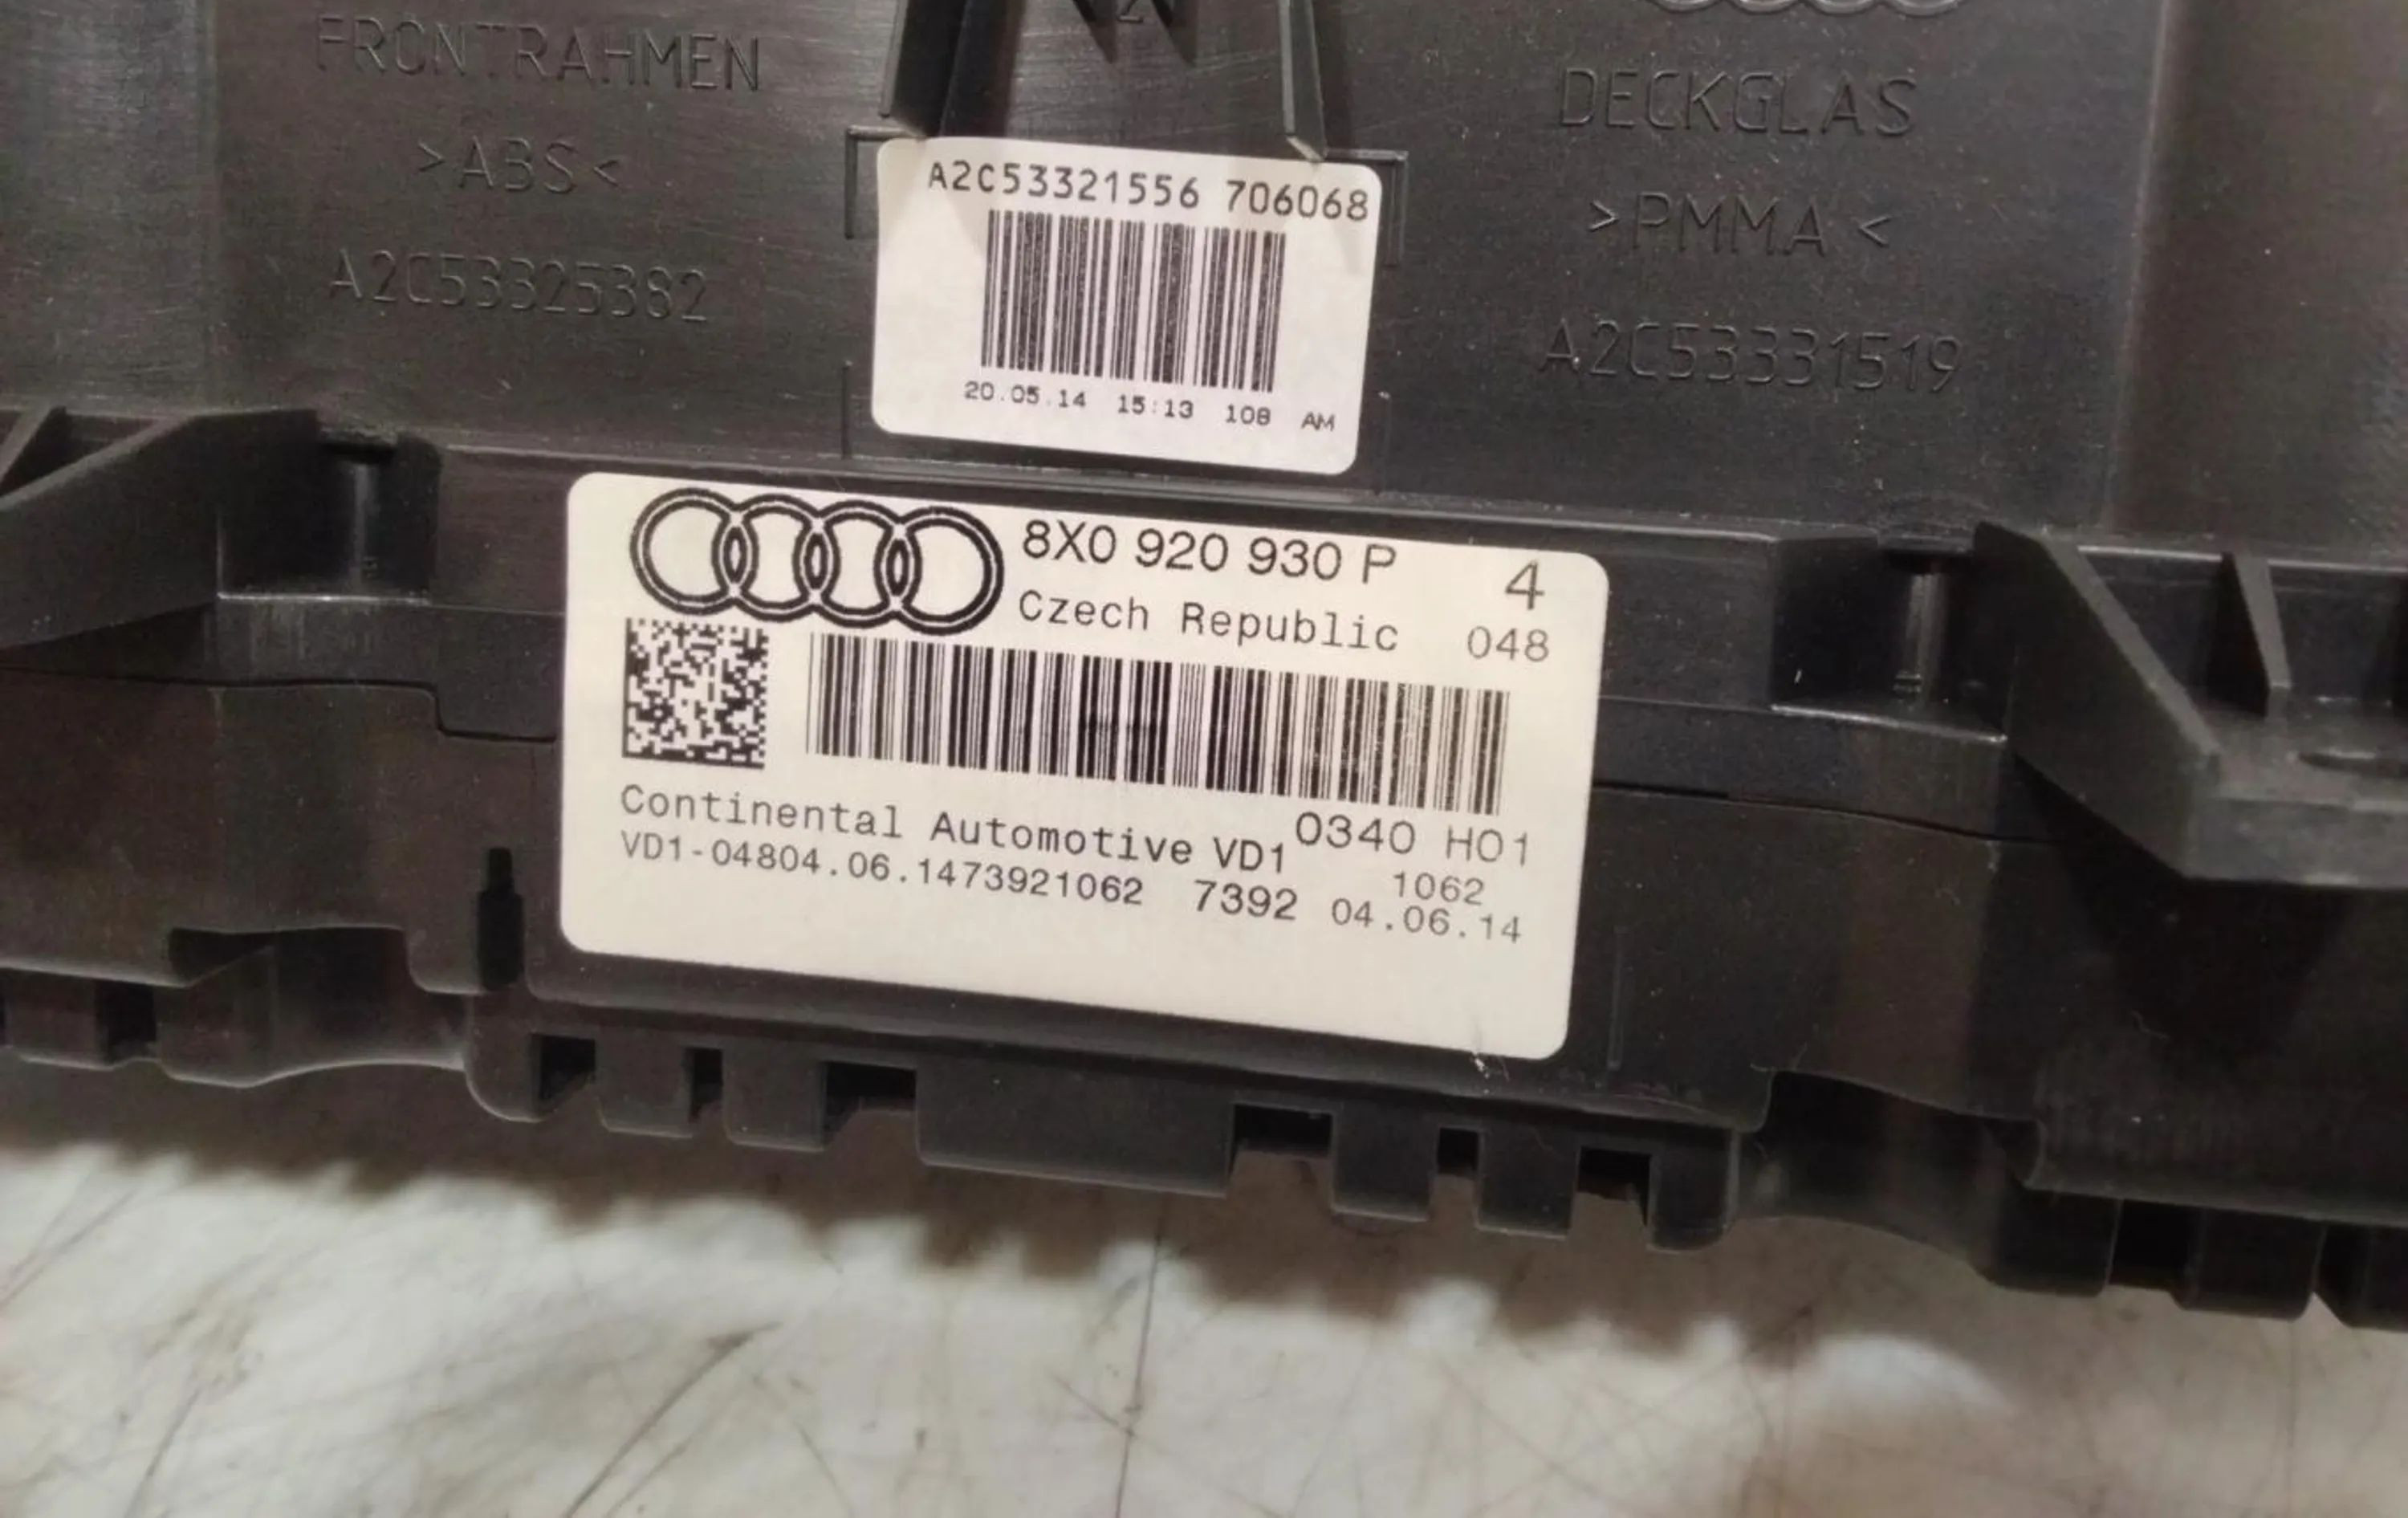 FRONTRAHMEN
>ABS<
A2C53325382
DECKGLAS
>PMMA<
A2C53331519
A2C53321556 706068
20.05.14 15:13 108 AM
8X0 920 930 P 4
Czech Republic 048
0340 H01
Continental Automotive VD1
1062
VD1-04804.06.1473921062 7392 04.06.14